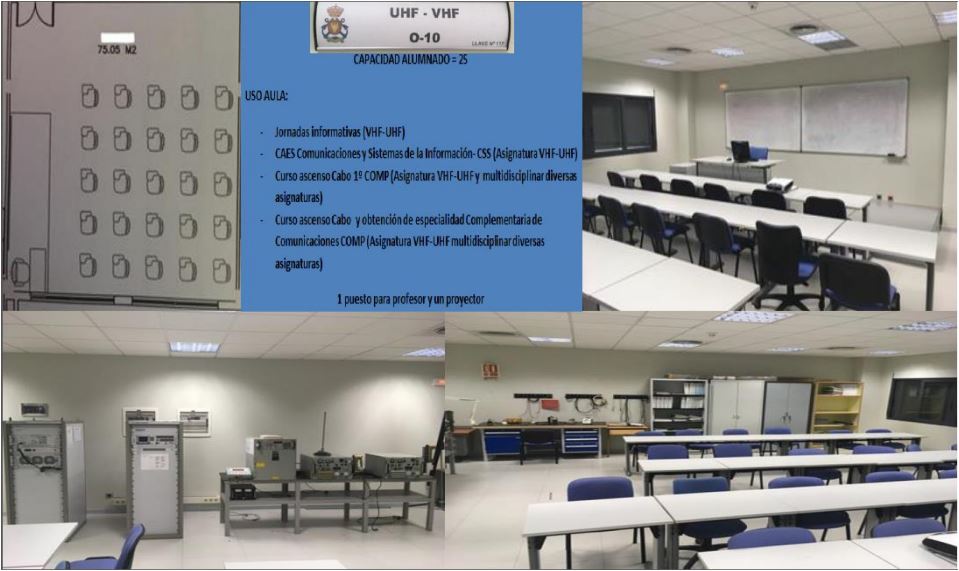 75.05 M2
UHF - VHF
O-10
CAPACIDAD ALUMNADO = 25
USO AULA:
- Jornadas informativas (VHF-UHF)
- CAES Comunicaciones y Sistemas de la Información- CSS (Asignatura VHF-UHF)
- Curso ascenso Cabo 1º COMP (Asignatura VHF-UHF y multidisciplinar diversas
asignaturas)
- Curso ascenso Cabo y obtención de especialidad Complementaria de
Comunicaciones COMP (Asignatura VHF-UHF multidisciplinar diversas
asignaturas)
1 puesto para profesor y un proyector